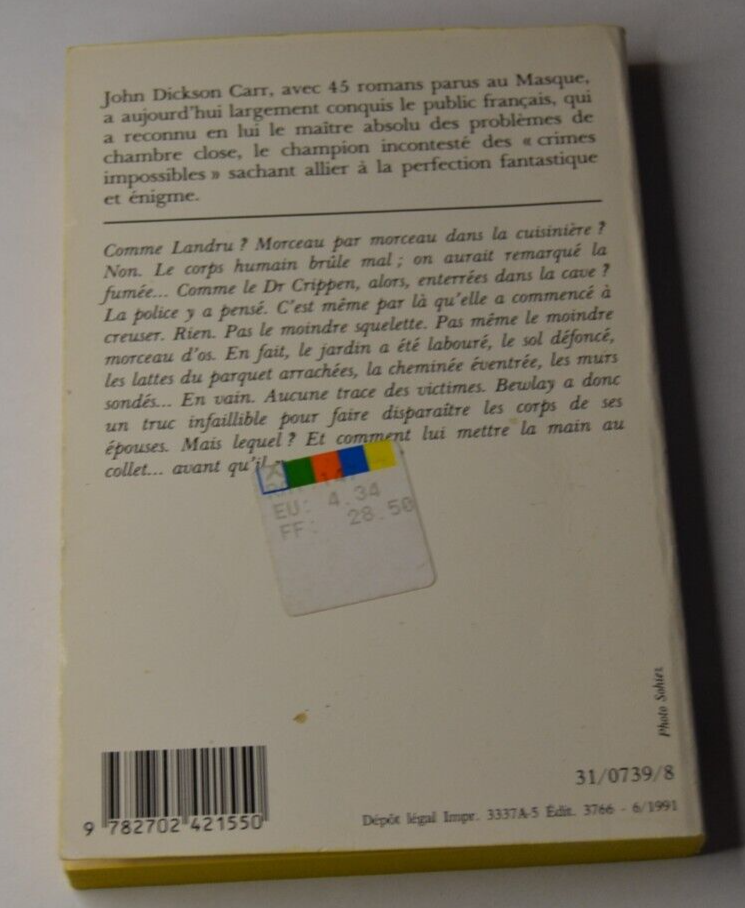 John Dickson Carr, avec 45 romans parus au Masque,
a aujourd'hui largement conquis le public français, qui
a reconnu en lui le maître absolu des problèmes de
chambre close, le champion incontesté des « crimes
impossibles » sachant allier à la perfection fantastique
et énigme.
Comme Landru ? Morceau par morceau dans la cuisinière ?
Non. Le corps humain brûle mal ; on aurait remarqué la
fumée... Comme le Dr Crippen, alors, enterrées dans la cave ?
La police y a pensé. C'est même par là qu'elle a commencé à
creuser. Rien. Pas le moindre squelette. Pas même le moindre
morceau d'os. En fait, le jardin a été labouré, le sol défoncé,
les lattes du parquet arrachées, la cheminée éventrée, les murs
sondés... En vain. Aucune trace des victimes. Bewlay a donc
un truc infaillible pour faire disparaître les corps de ses
épouses. Mais lequel ? Et comment lui mettre la main au
collet... avant qu'il
EU: 4.34
FF: 28.50
Photo Sohiex
31/0739/8
9 782702 421550
Dépôt légal Impr. 3337A-5 Édit. 3766 - 6/1991